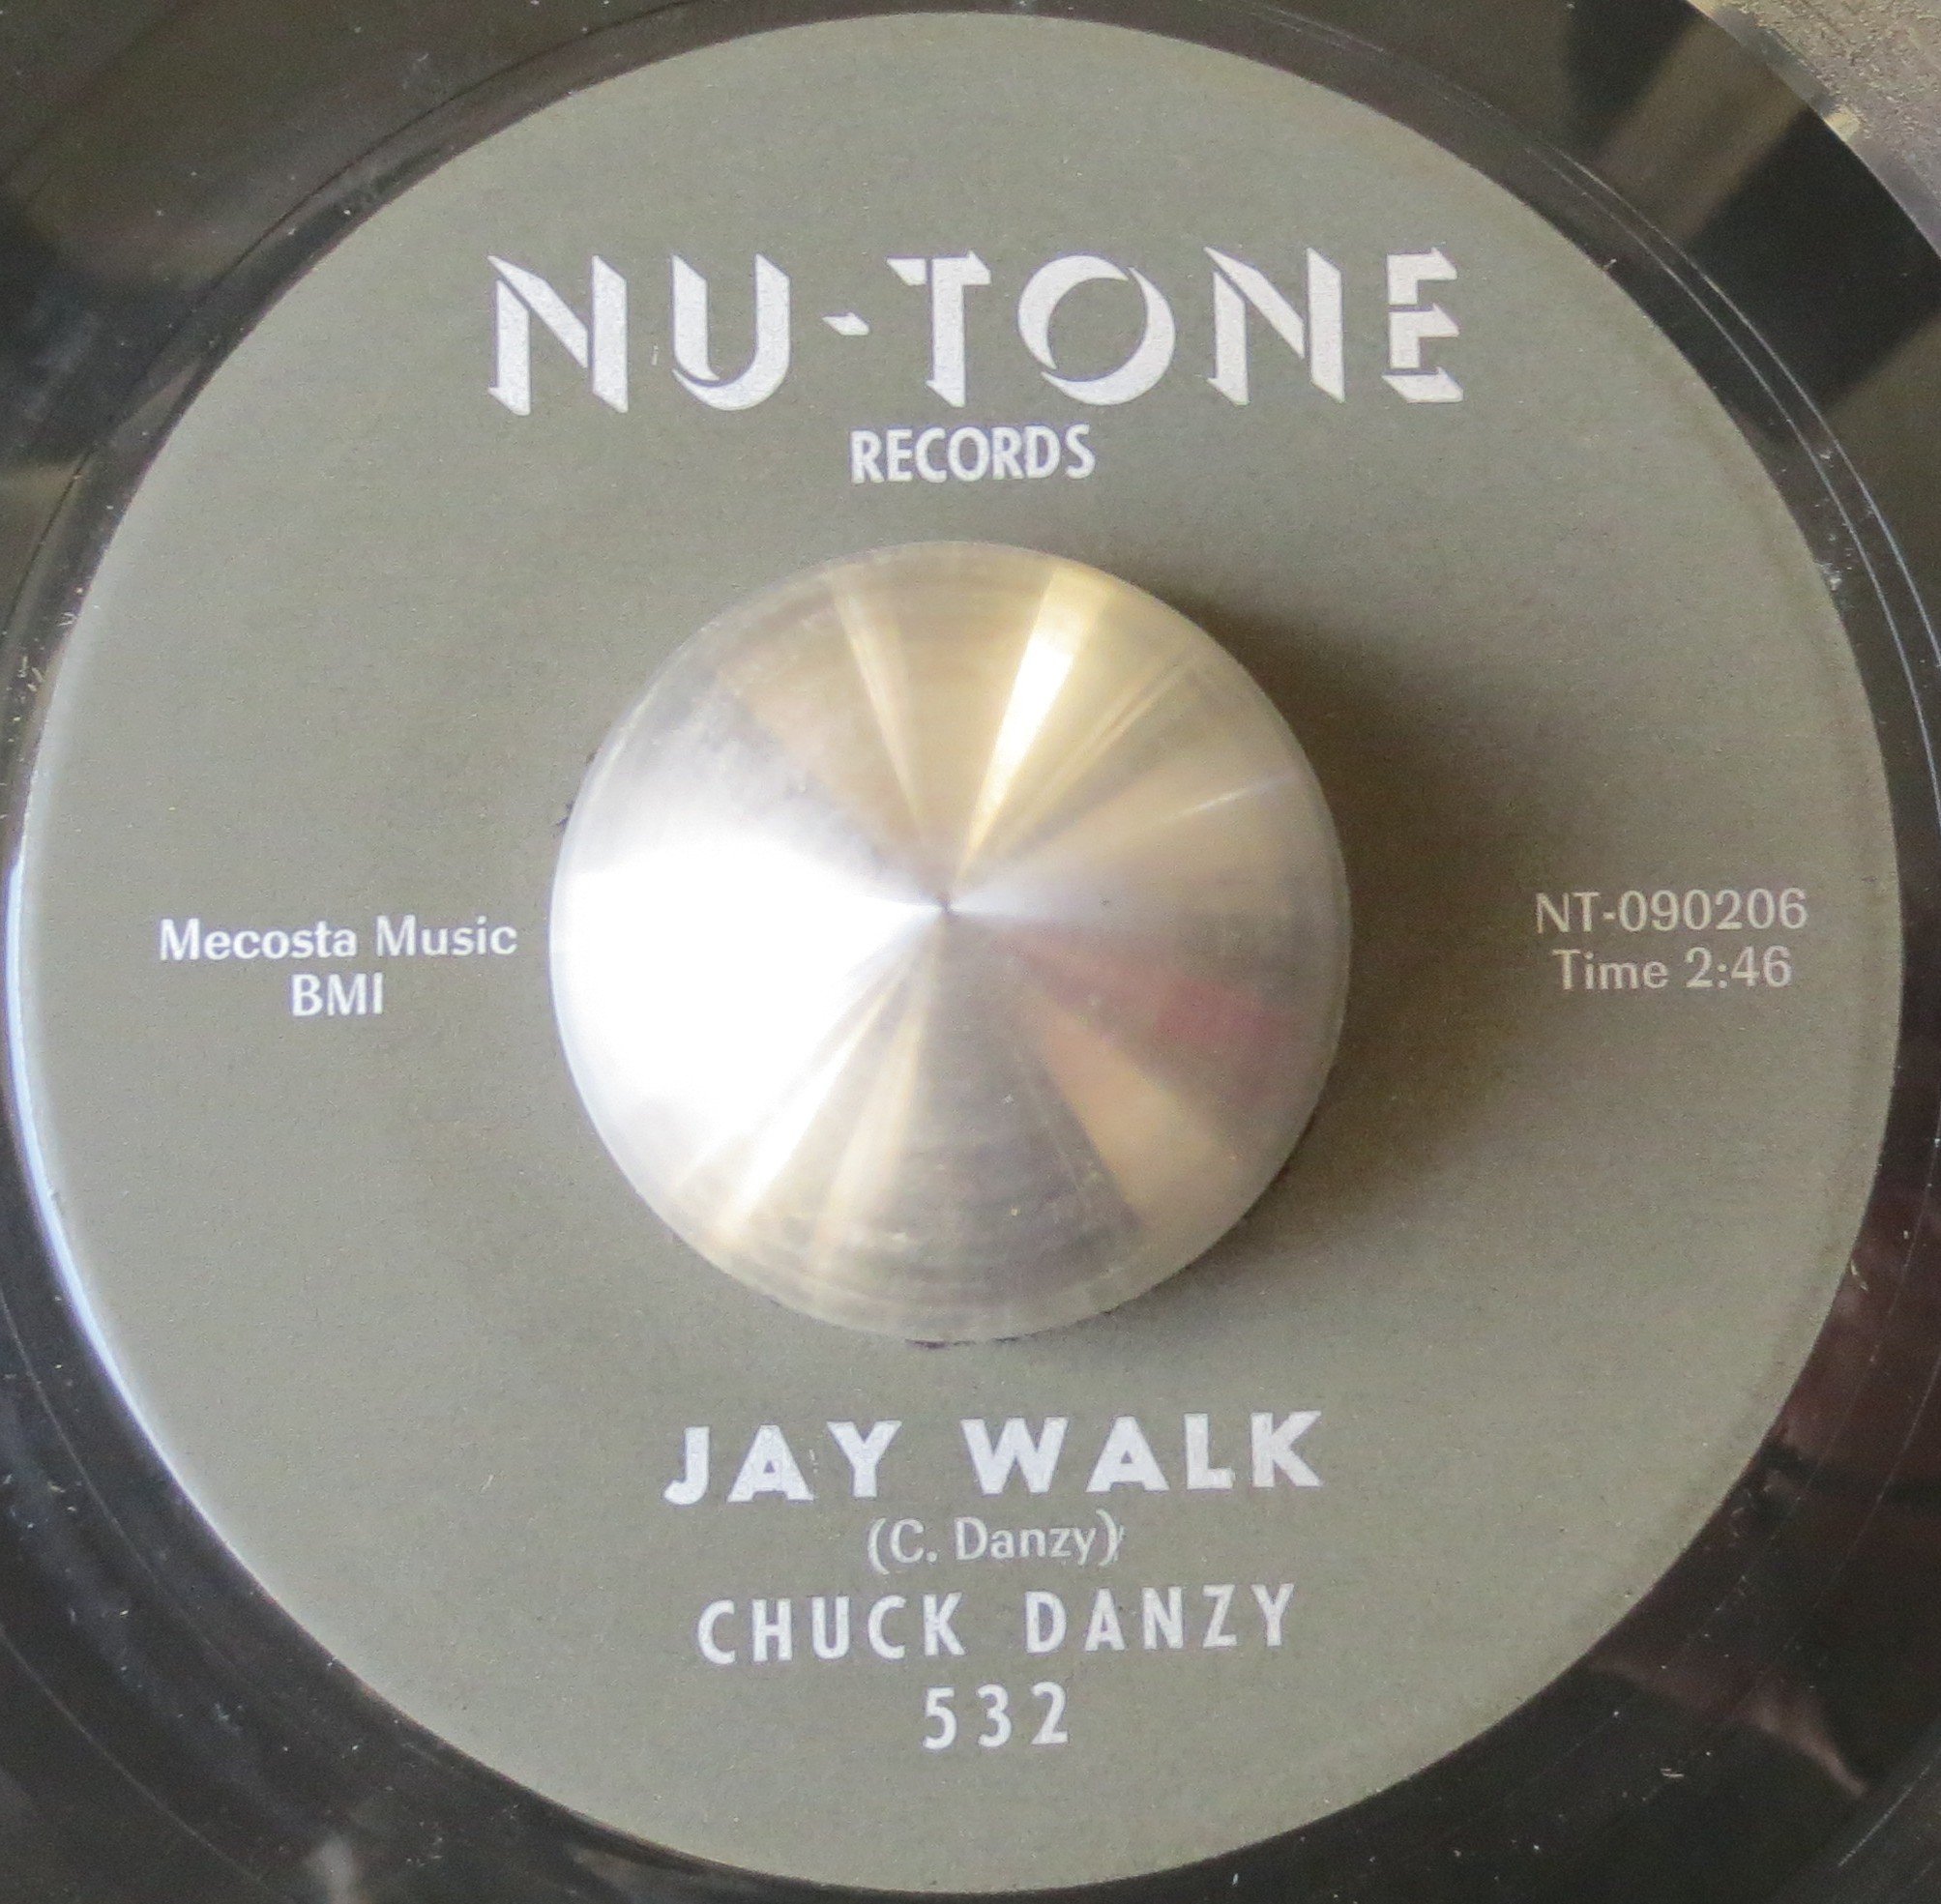 NU-TONE
RECORDS
Mecosta Music
BMI
NT-090206
Time 2:46
JAY WALK
(C. Danzy)
CHUCK DANZY
532